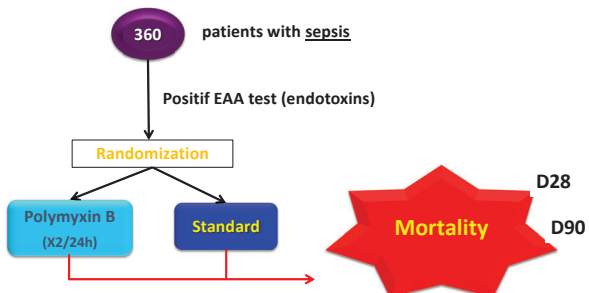 360
patients with sepsis
Positif EAA test (endotoxins)
Randomization
Polymyxin B
(X2/24h)
Standard
Mortality
D28
D90